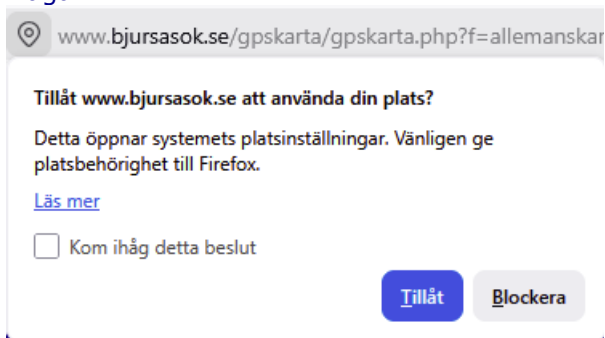 www.bjursasok.se/gpskarta/gpskarta.php?f=allemanskar
Tillåt www.bjursasok.se att använda din plats?
Detta öppnar systemets platsinställningar. Vänligen ge
platsbehörighet till Firefox.
Läs mer
Kom ihåg detta beslut
Tillåt Blockera